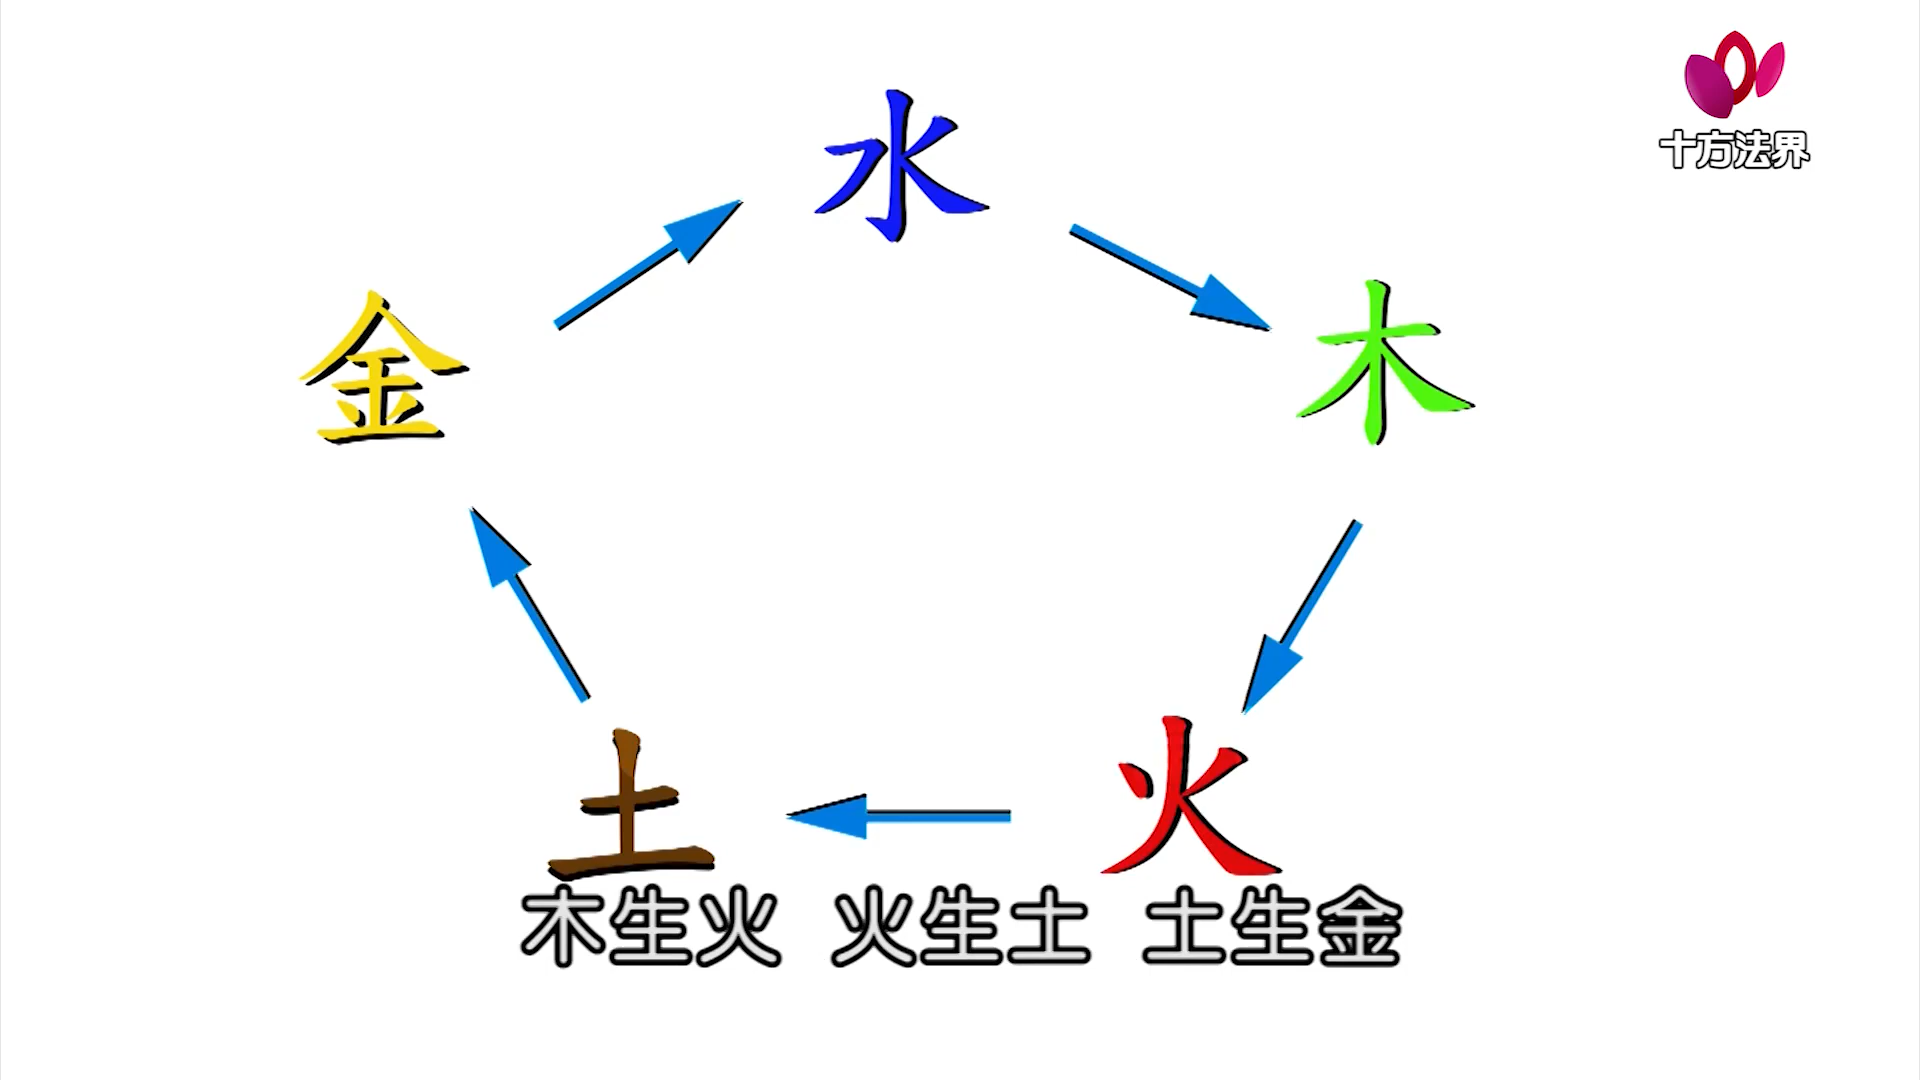 十方法界
水
金
木
土
火
木生火 火生土 土生金